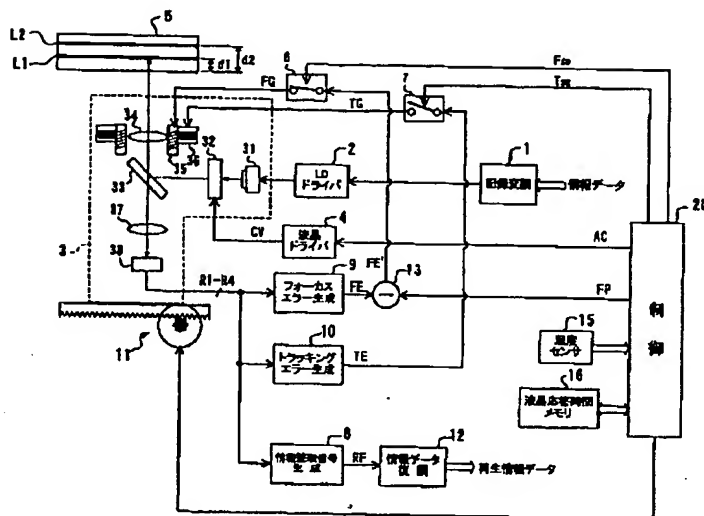 5
L2
L1
d1
d2
6
FG
7
TG
34
35
36
32
31
33
2
LD
ドライバ
1
記録変調
情報データ
20
37
4
液晶
ドライバ
CV
AC
3
38
FE'
9
13
R1-R4
フォーカス
エラー生成
FE
FP
制御
15
温度
センサ
10
トラッキング
エラー生成
TE
16
液晶応答時間
メモリ
11
8
12
情報読取信号
生成
RF
情報データ
復調
再生情報データ